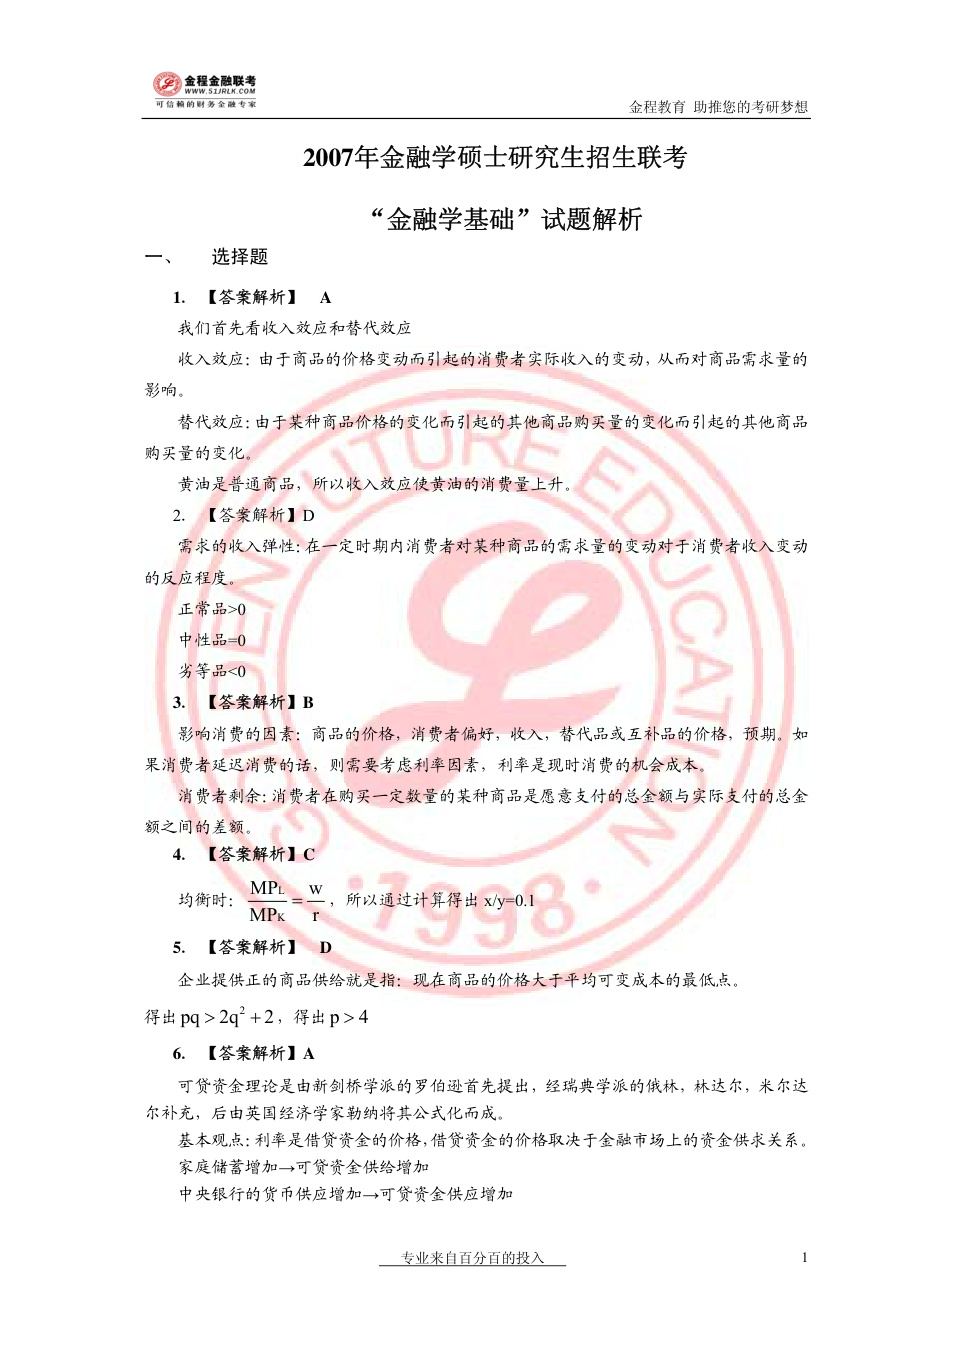 金程金融联考
WWW.51JRLK.COM
可信赖的财务金融专家
金程教育 助推您的考研梦想
2007年金融学硕士研究生招生联考
“金融学基础”试题解析
一、 选择题
1. 【答案解析】 A
我们首先看收入效应和替代效应
收入效应：由于商品的价格变动而引起的消费者实际收入的变动，从而对商品需求量的
影响。
替代效应：由于某种商品价格的变化而引起的其他商品购买量的变化而引起的其他商品
购买量的变化。
黄油是普通商品，所以收入效应使黄油的消费量上升。
2. 【答案解析】D
需求的收入弹性：在一定时期内消费者对某种商品的需求量的变动对于消费者收入变动
的反应程度。
正常品>0
中性品=0
劣等品<0
3. 【答案解析】B
影响消费的因素：商品的价格，消费者偏好，收入，替代品或互补品的价格，预期。如
果消费者延迟消费的话，则需要考虑利率因素，利率是现时消费的机会成本。
消费者剩余：消费者在购买一定数量的某种商品是愿意支付的总金额与实际支付的总金
额之间的差额。
4. 【答案解析】C
均衡时： MPL/MPK = w/r ，所以通过计算得出 x/y=0.1
5. 【答案解析】 D
企业提供正的商品供给就是指：现在商品的价格大于平均可变成本的最低点。
得出 pq > 2q² + 2，得出 p > 4
6. 【答案解析】A
可贷资金理论是由新剑桥学派的罗伯逊首先提出，经瑞典学派的俄林，林达尔，米尔达
尔补充，后由英国经济学家勒纳将其公式化而成。
基本观点：利率是借贷资金的价格，借贷资金的价格取决于金融市场上的资金供求关系。
家庭储蓄增加→可贷资金供给增加
中央银行的货币供应增加→可贷资金供应增加
专业来自百分百的投入 1
GOLDEN FUTURE EDUCATION
·1998·